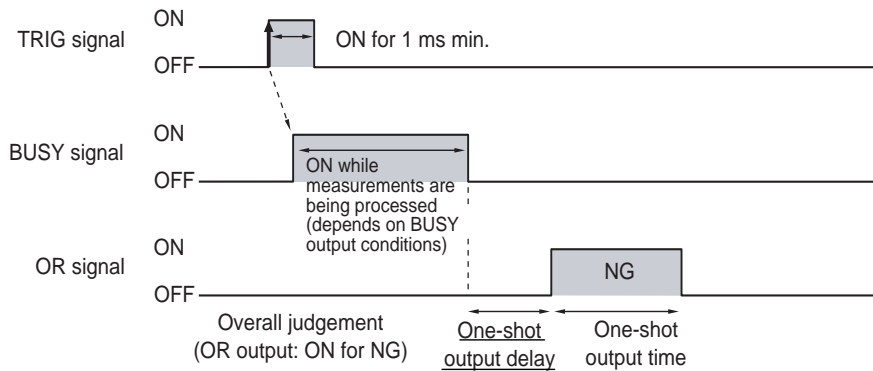 ON
TRIG signal
ON for 1 ms min.
OFF
ON
BUSY signal
ON while
measurements are
being processed
(depends on BUSY
output conditions)
OFF
ON
OR signal
NG
OFF
Overall judgement
(OR output: ON for NG)
One-shot
output delay
One-shot
output time